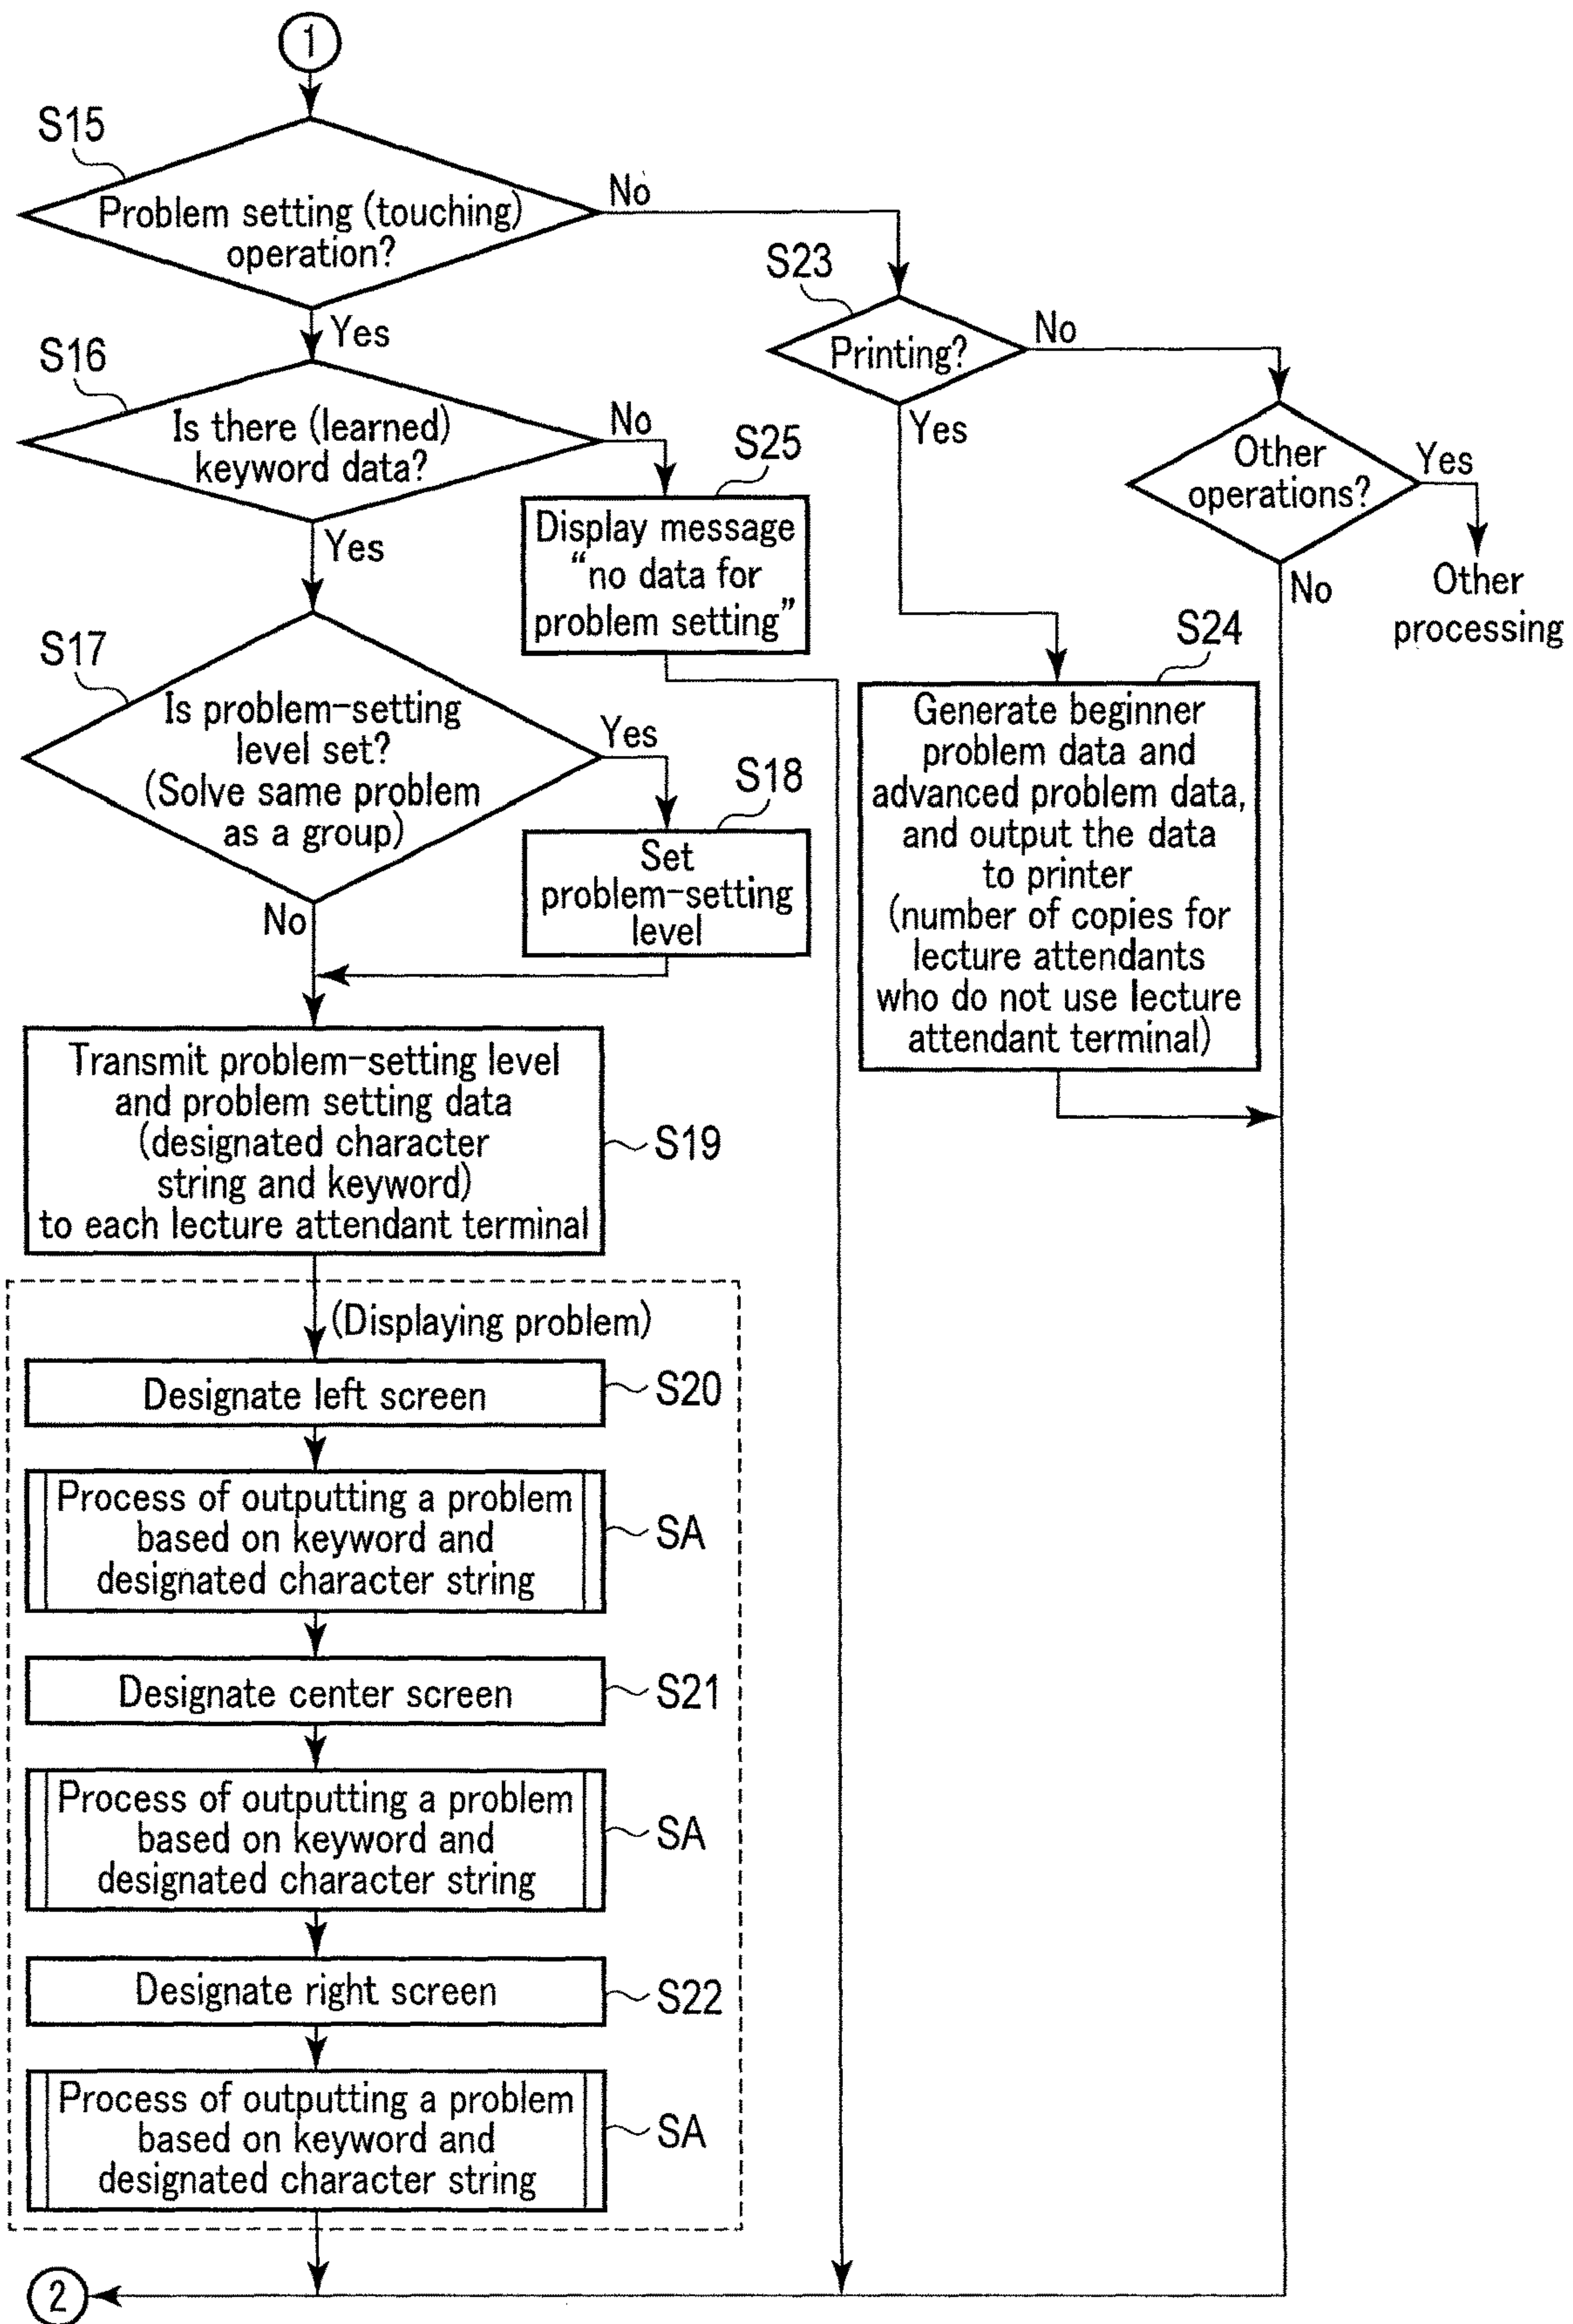 1
S15
Problem setting (touching)
operation?
No
Yes
S23
Printing?
No
Yes
Other
operations?
Yes
Other
processing
No
S16
Is there (learned)
keyword data?
No
Yes
S25
Display message
“no data for
problem setting”
S17
Is problem-setting
level set?
(Solve same problem
as a group)
Yes
No
S18
Set
problem-setting
level
S24
Generate beginner
problem data and
advanced problem data,
and output the data
to printer
(number of copies for
lecture attendants
who do not use lecture
attendant terminal)
Transmit problem-setting level
and problem setting data
(designated character
string and keyword)
to each lecture attendant terminal
S19
(Displaying problem)
Designate left screen
S20
Process of outputting a problem
based on keyword and
designated character string
SA
Designate center screen
S21
Process of outputting a problem
based on keyword and
designated character string
SA
Designate right screen
S22
Process of outputting a problem
based on keyword and
designated character string
SA
2